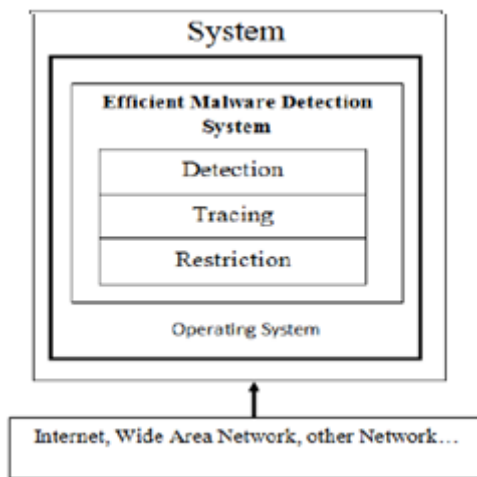 System
Efficient Malware Detection
System
Detection
Tracing
Restriction
Operating System
Internet, Wide Area Network, other Network...